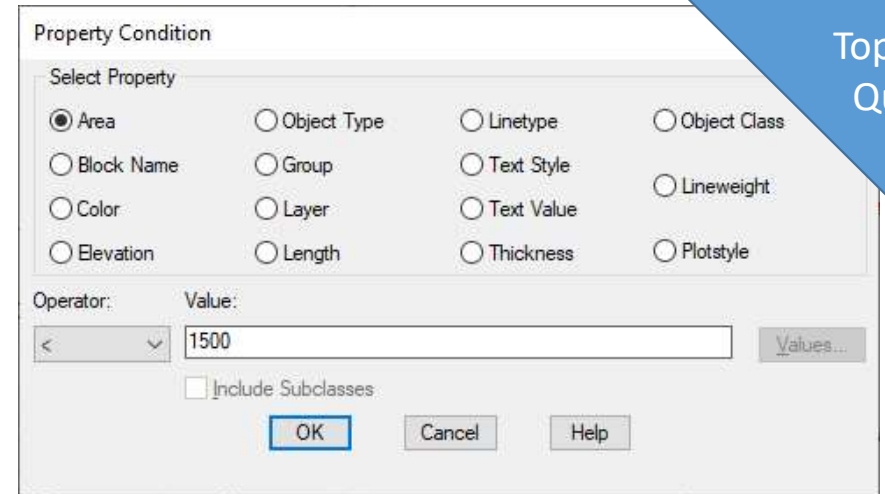 Property Condition
Select Property
Area Object Type Linetype Object Class
Block Name Group Text Style
Lineweight
Color Layer Text Value
Elevation Length Thickness Plotstyle
Operator: Value:
< 1500 Values...
Include Subclasses
OK Cancel Help